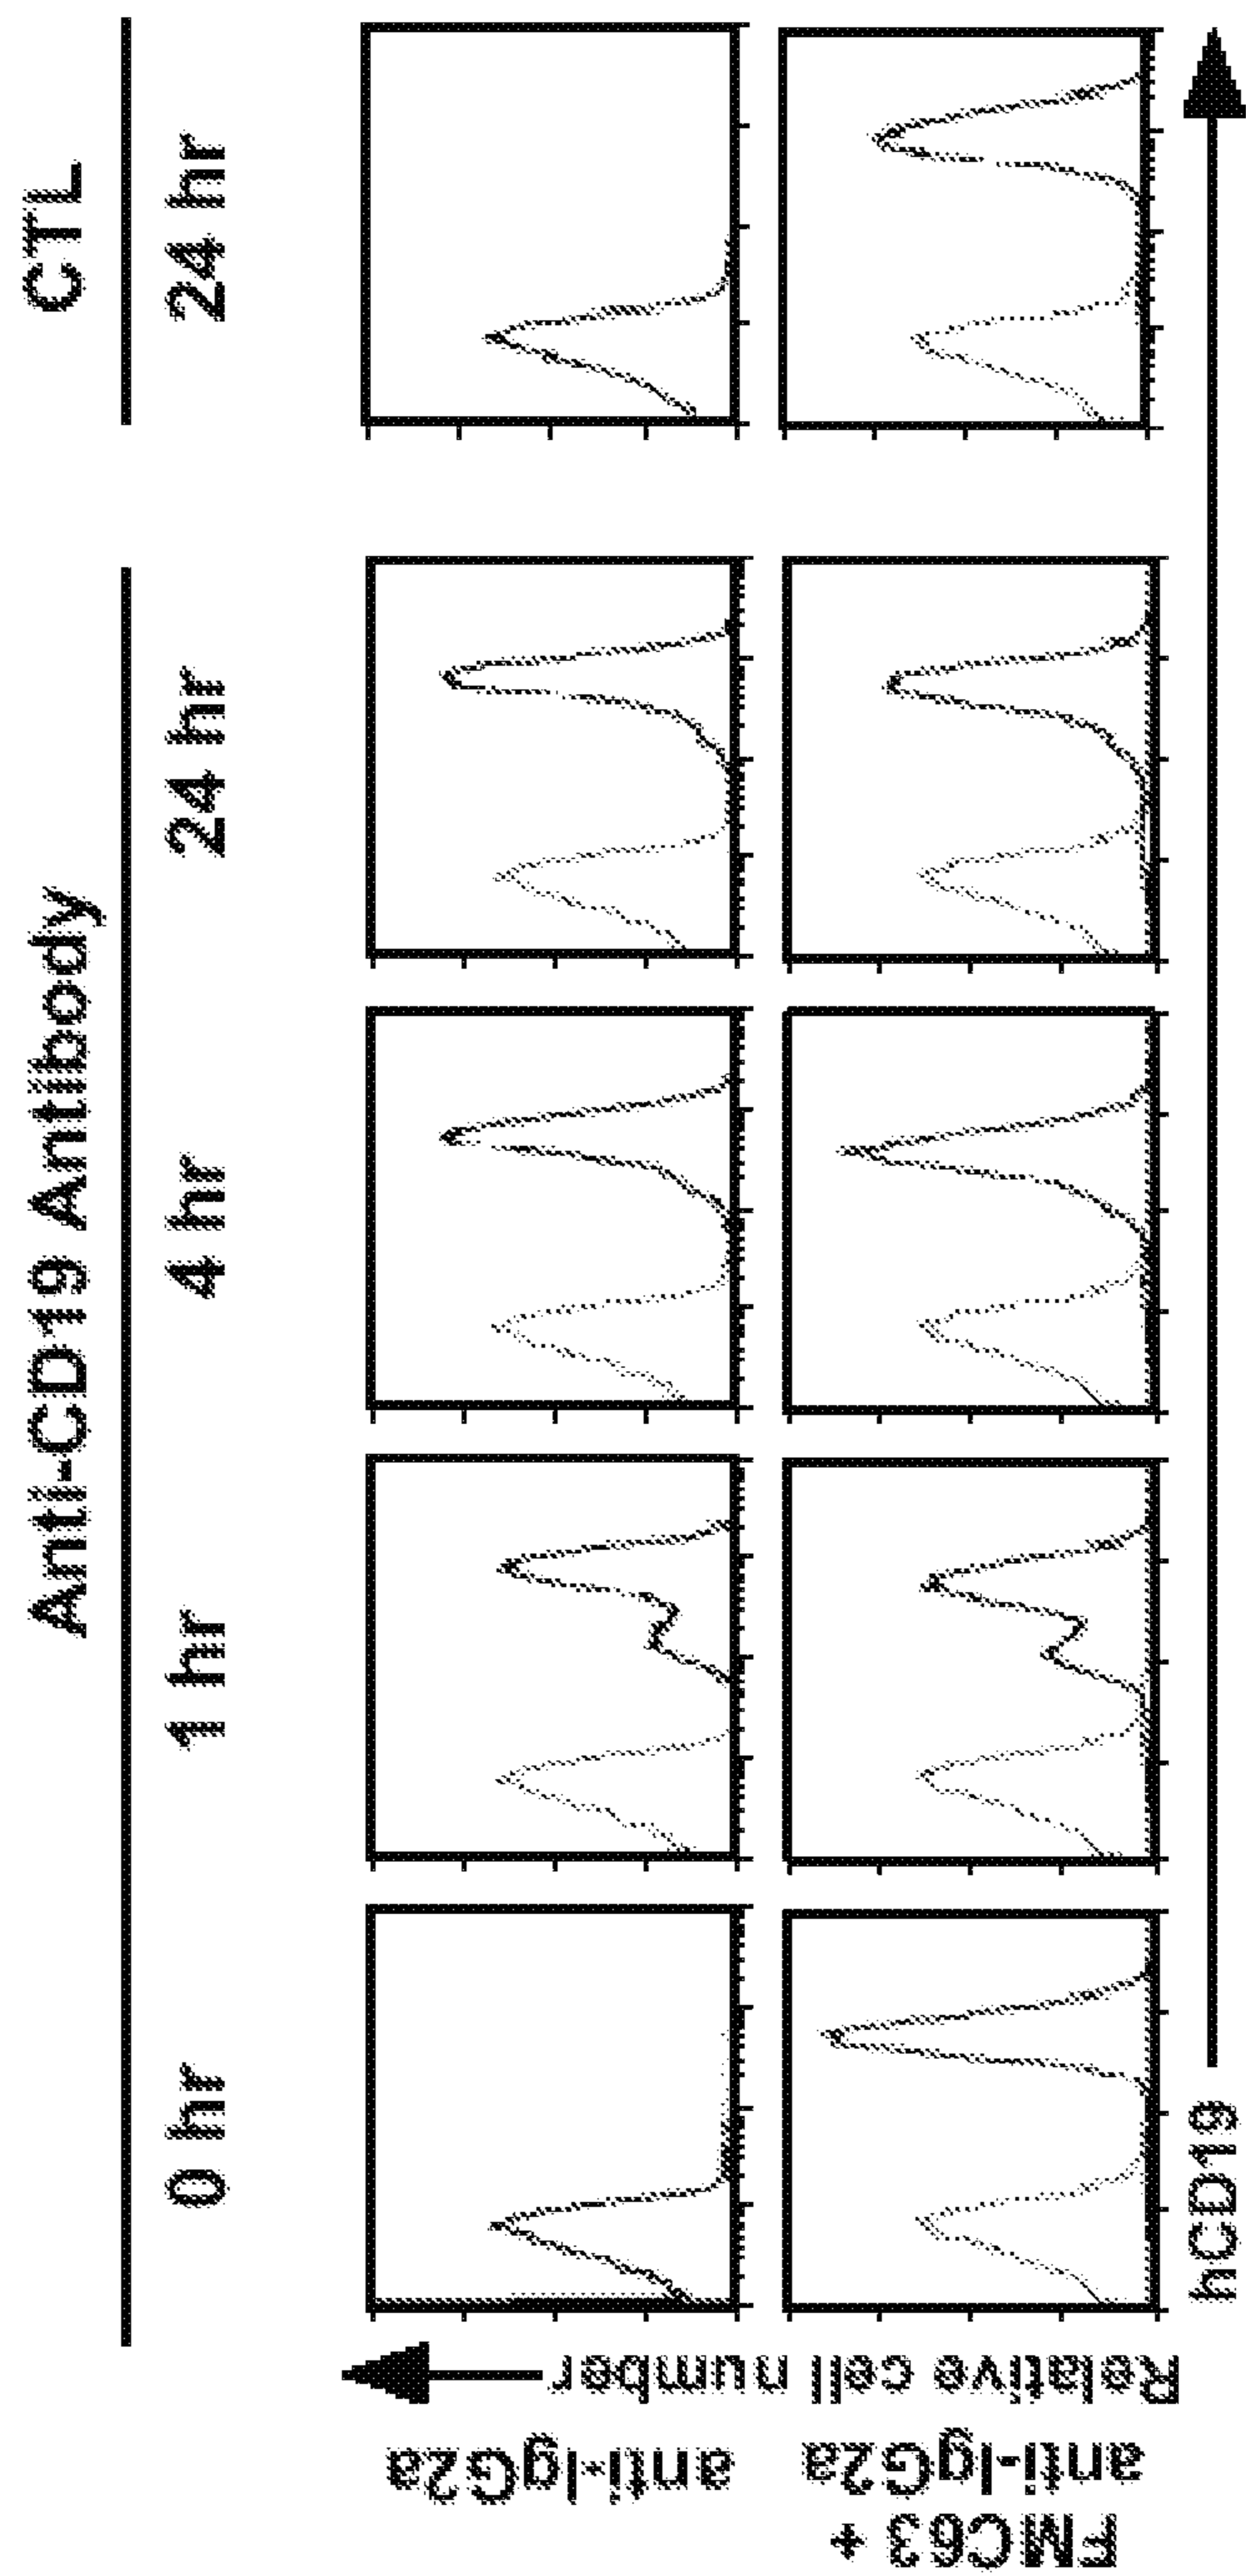 Anti-CD19 Antibody
CTL
0 hr
1 hr
4 hr
24 hr
24 hr
anti-IgG2a
Relative cell number
FMC63 +
anti-IgG2a
hCD19